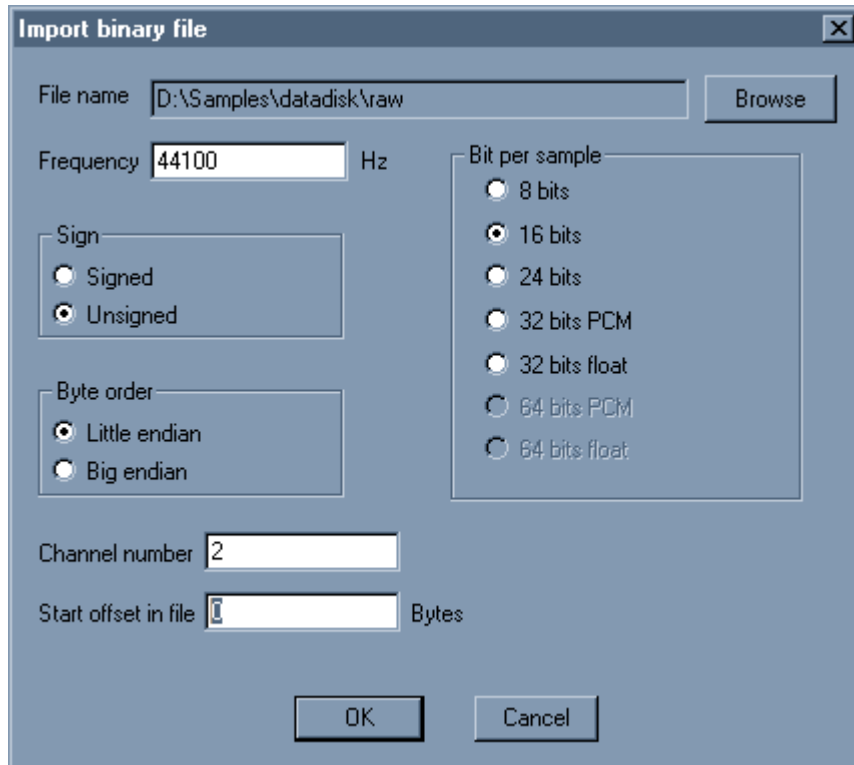 Import binary file
File name D:\Samples\datadisk\raw Browse
Frequency 44100 Hz
Bit per sample
8 bits
16 bits
24 bits
32 bits PCM
32 bits float
64 bits PCM
64 bits float
Sign
Signed
Unsigned
Byte order
Little endian
Big endian
Channel number 2
Start offset in file 0 Bytes
OK Cancel